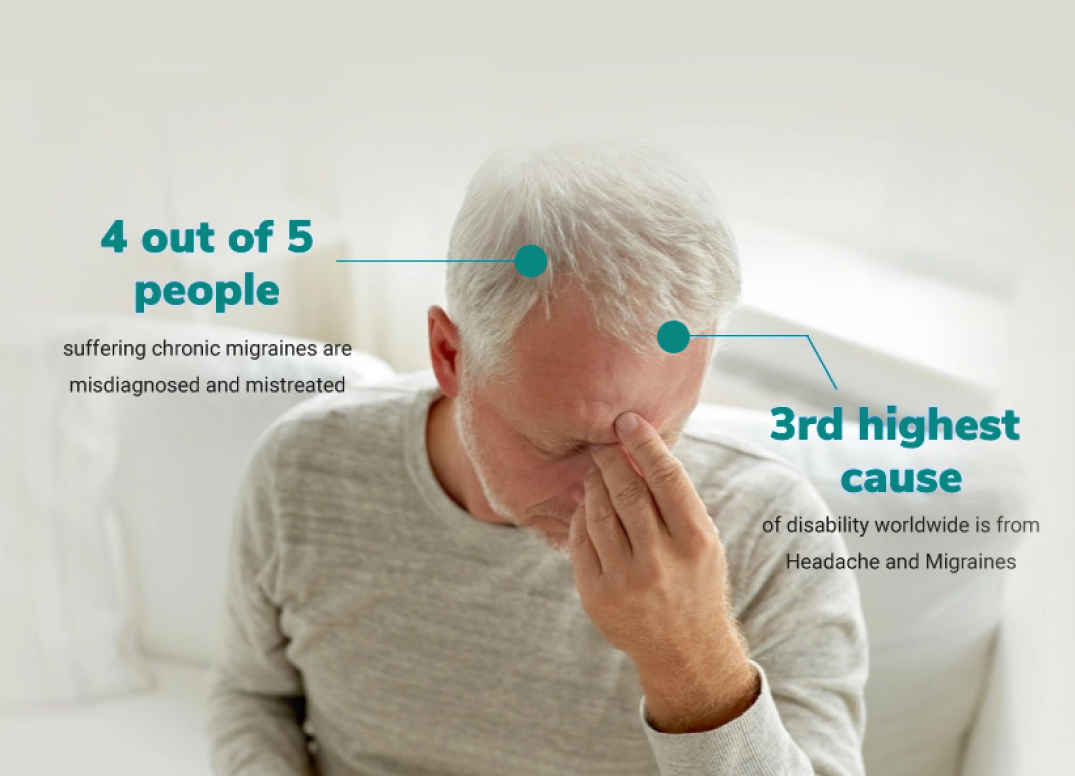 4 out of 5
people
suffering chronic migraines are
misdiagnosed and mistreated
3rd highest
cause
of disability worldwide is from
Headache and Migraines